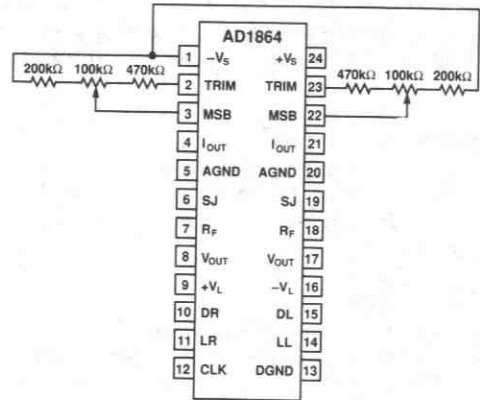 AD1864
1 –VS +VS 24
200kΩ 100kΩ 470kΩ 2 TRIM TRIM 23 470kΩ 100kΩ 200kΩ
3 MSB MSB 22
4 IOUT IOUT 21
5 AGND AGND 20
6 SJ SJ 19
7 RF RF 18
8 VOUT VOUT 17
9 +VL –VL 16
10 DR DL 15
11 LR LL 14
12 CLK DGND 13